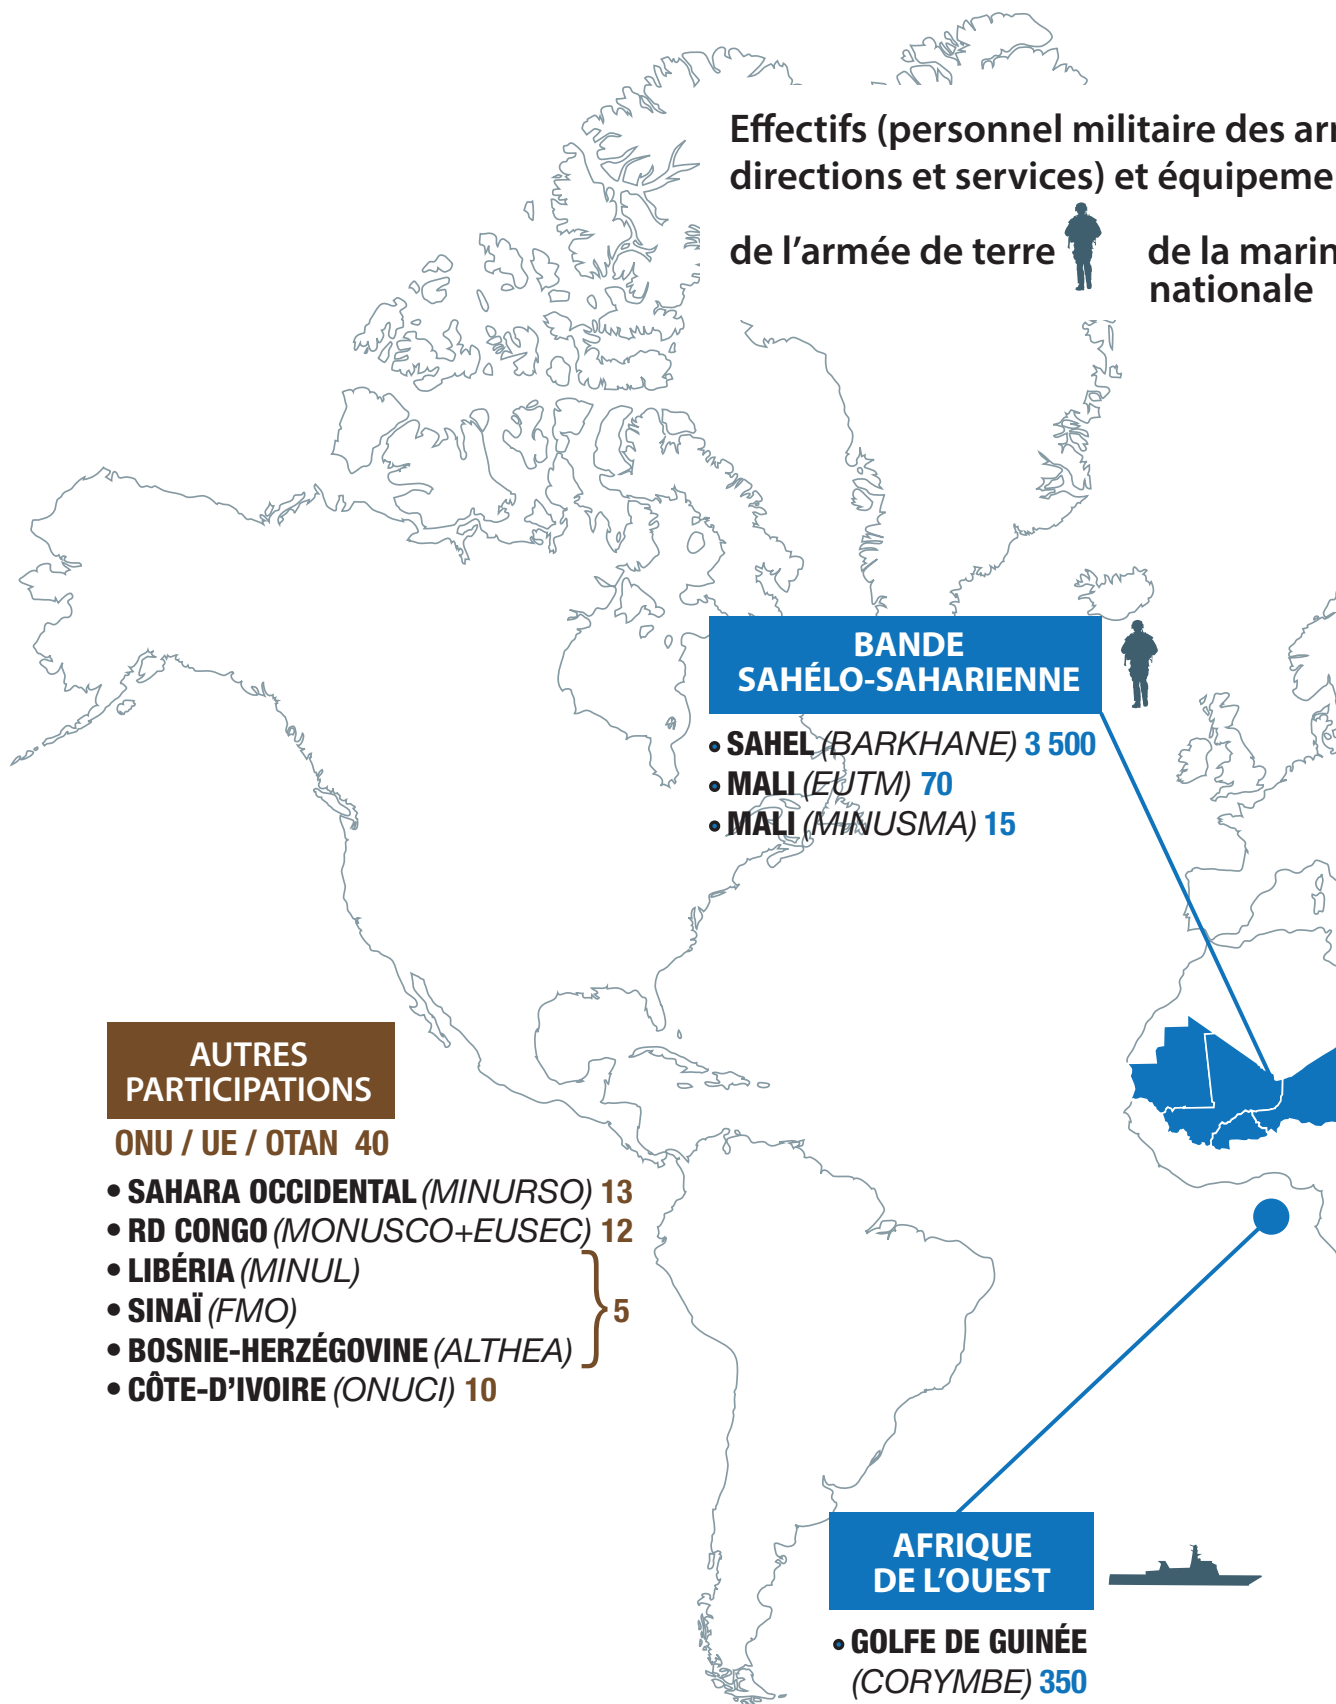 Effectifs (personnel militaire des
directions et services) et
de l’armée de terre
de la
nationale
BANDE
SAHÉLO-SAHARIENNE
• SAHEL (BARKHANE) 3 500
• MALI (EUTM) 70
• MALI (MINUSMA) 15
AUTRES
PARTICIPATIONS
ONU / UE / OTAN 40
• SAHARA OCCIDENTAL (MINURSO) 13
• RD CONGO (MONUSCO+EUSEC) 12
• LIBÉRIA (MINUL)
• SINAÏ (FMO)
5
• BOSNIE-HERZÉGOVINE (ALTHEA)
• CÔTE-D’IVOIRE (ONUCI) 10
AFRIQUE
DE L’OUEST
• GOLFE DE GUINÉE
(CORYMBE) 350